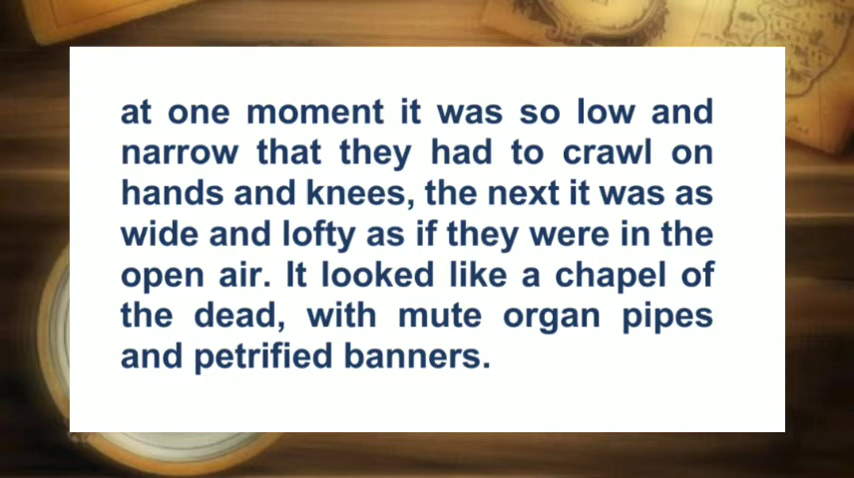 at one moment it was so low and
narrow that they had to crawl on
hands and knees, the next it was as
wide and lofty as if they were in the
open air. It looked like a chapel of
the dead, with mute organ pipes
and petrified banners.